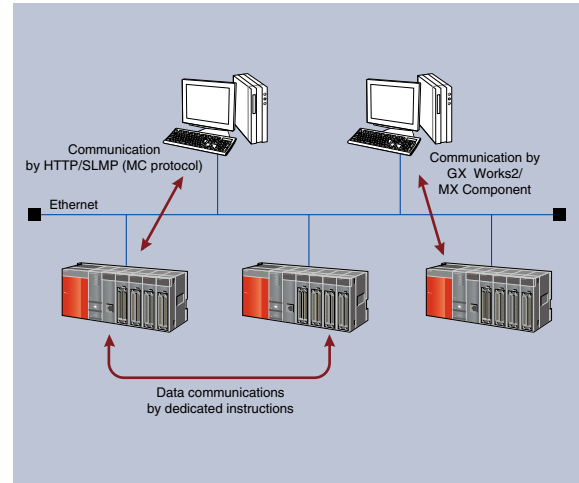 Communication
by HTTP/SLMP (MC protocol)
Communication by
GX Works2/
MX Component
Ethernet
Data communications
by dedicated instructions